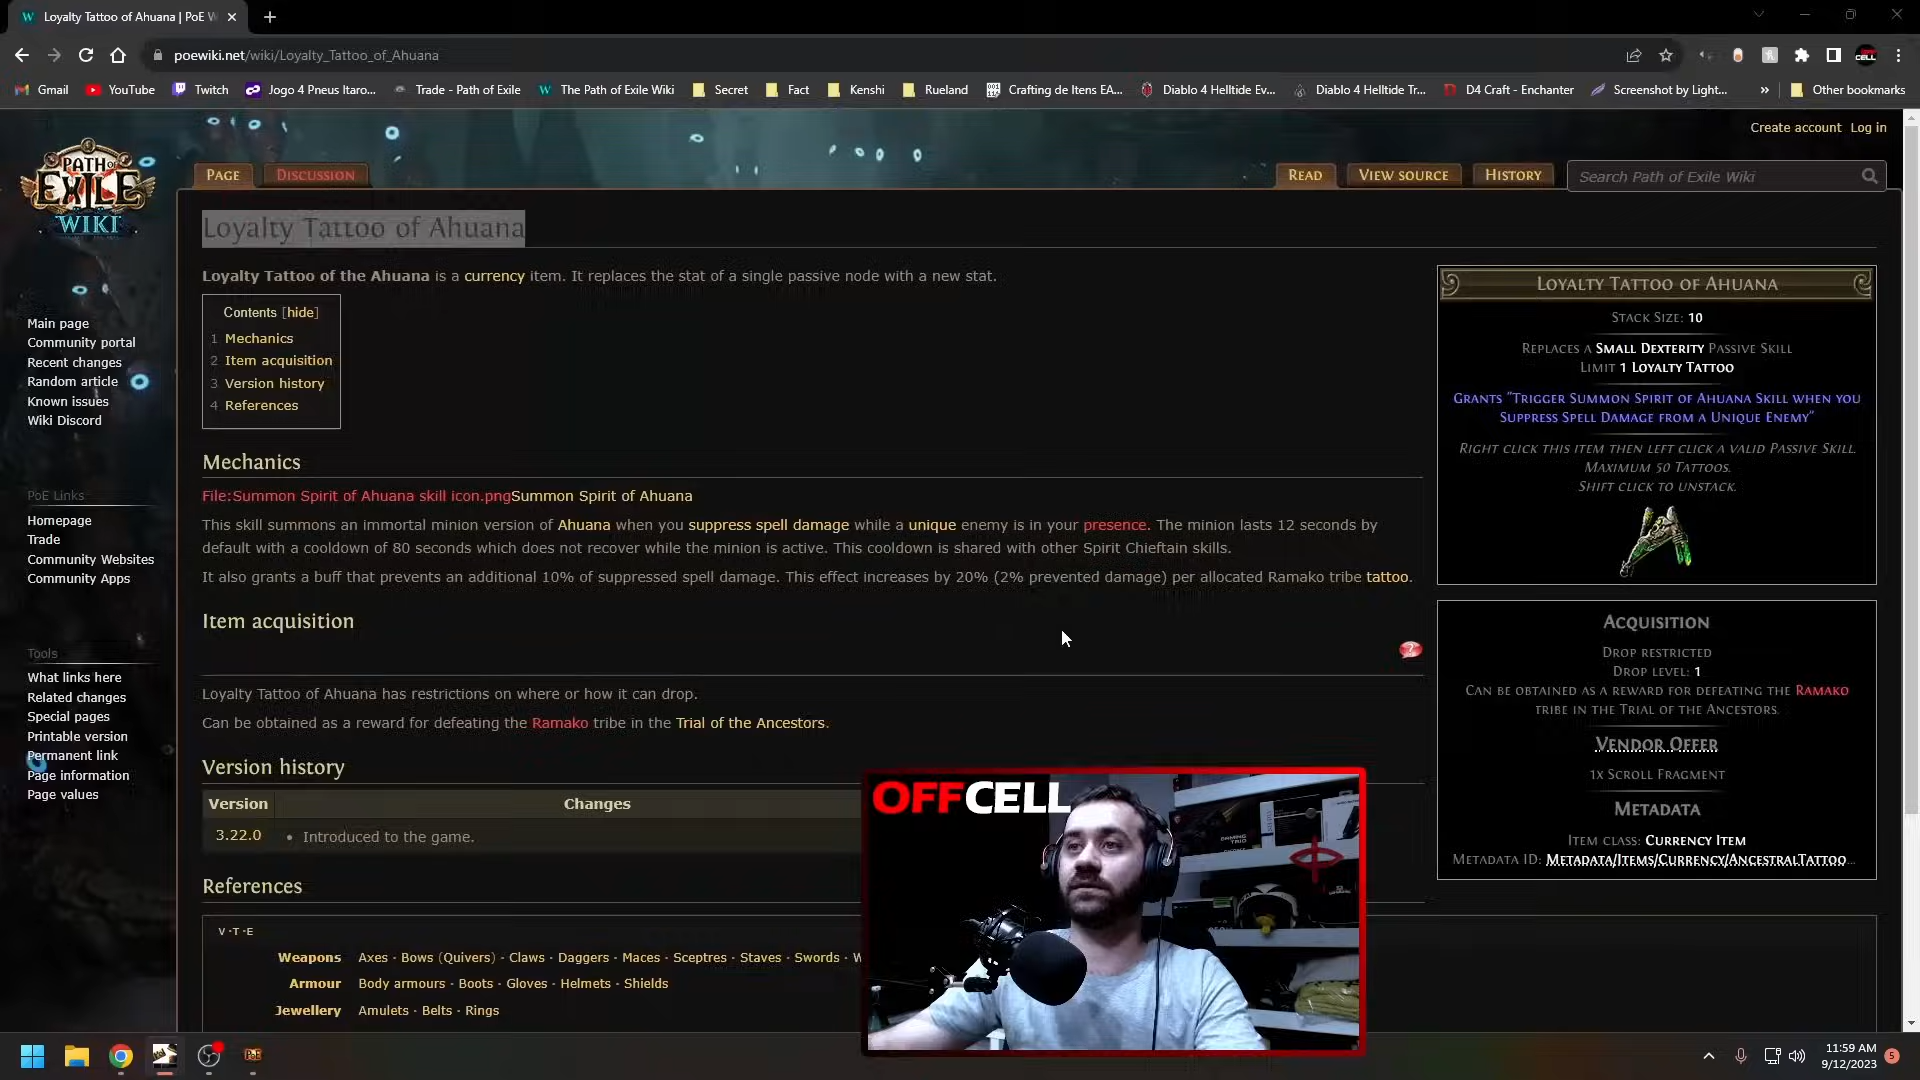 Loyalty Tattoo of Ahuana | PoE W
poewiki.net/wiki/Loyalty_Tattoo_of_Ahuana
Gmail YouTube Twitch Jogo 4 Pneus Itaro... Trade - Path of Exile The Path of Exile Wiki Secret Fact Kenshi Rueland Crafting de Itens EA... Diablo 4 Helltide Ev... Diablo 4 Helltide Tr... D4 Craft - Enchanter Screenshot by Light... » Other bookmarks
Create account Log in
PATH OF EXILE WIKI
PAGE DISCUSSION READ VIEW SOURCE HISTORY Search Path of Exile Wiki
Loyalty Tattoo of Ahuana
Loyalty Tattoo of the Ahuana is a currency item. It replaces the stat of a single passive node with a new stat.
Contents [hide]
1 Mechanics
2 Item acquisition
3 Version history
4 References
Main page
Community portal
Recent changes
Random article
Known issues
Wiki Discord
PoE Links
Homepage
Trade
Community Websites
Community Apps
Tools
What links here
Related changes
Special pages
Printable version
Permanent link
Page information
Page values
Mechanics
File:Summon Spirit of Ahuana skill icon.pngSummon Spirit of Ahuana
This skill summons an immortal minion version of Ahuana when you suppress spell damage while a unique enemy is in your presence. The minion lasts 12 seconds by
default with a cooldown of 80 seconds which does not recover while the minion is active. This cooldown is shared with other Spirit Chieftain skills.
It also grants a buff that prevents an additional 10% of suppressed spell damage. This effect increases by 20% (2% prevented damage) per allocated Ramako tribe tattoo.
Item acquisition
Loyalty Tattoo of Ahuana has restrictions on where or how it can drop.
Can be obtained as a reward for defeating the Ramako tribe in the Trial of the Ancestors.
Version history
Version Changes
3.22.0 • Introduced to the game.
References
V · T · E
Weapons Axes · Bows (Quivers) · Claws · Daggers · Maces · Sceptres · Staves · Swords · W
Armour Body armours · Boots · Gloves · Helmets · Shields
Jewellery Amulets · Belts · Rings
LOYALTY TATTOO OF AHUANA
STACK SIZE: 10
REPLACES A SMALL DEXTERITY PASSIVE SKILL
LIMIT 1 LOYALTY TATTOO
GRANTS "TRIGGER SUMMON SPIRIT OF AHUANA SKILL WHEN YOU
SUPPRESS SPELL DAMAGE FROM A UNIQUE ENEMY"
RIGHT CLICK THIS ITEM THEN LEFT CLICK A VALID PASSIVE SKILL.
MAXIMUM 50 TATTOOS.
SHIFT CLICK TO UNSTACK.
ACQUISITION
DROP RESTRICTED
DROP LEVEL: 1
CAN BE OBTAINED AS A REWARD FOR DEFEATING THE RAMAKO
TRIBE IN THE TRIAL OF THE ANCESTORS.
VENDOR OFFER
1X SCROLL FRAGMENT
METADATA
ITEM CLASS: CURRENCY ITEM
METADATA ID: METADATA/ITEMS/CURRENCY/ANCESTRALTATTOO...
OFFCELL
11:59 AM
9/12/2023
5